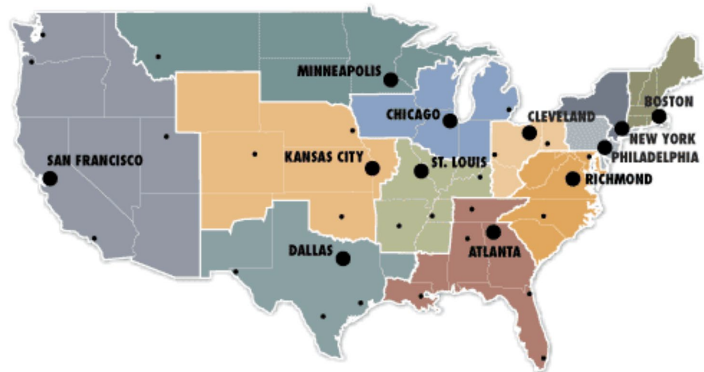 MINNEAPOLIS
CHICAGO
CLEVELAND
BOSTON
NEW YORK
PHILADELPHIA
SAN FRANCISCO
KANSAS CITY
ST. LOUIS
RICHMOND
DALLAS
ATLANTA